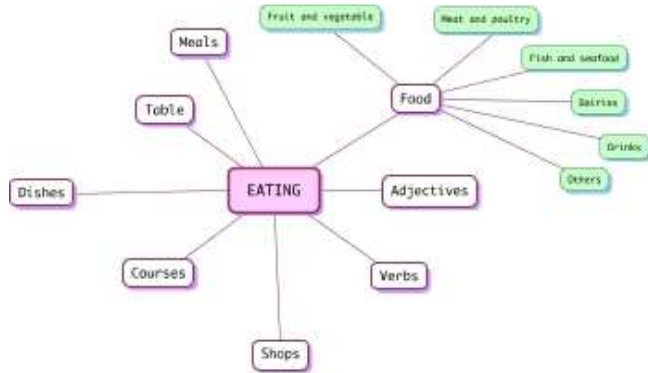 Fruit and vegetable
Meat and poultry
Meals
Fish and seafood
Food
Dairies
Table
Drinks
Others
EATING
Dishes
Adjectives
Courses
Verbs
Shops